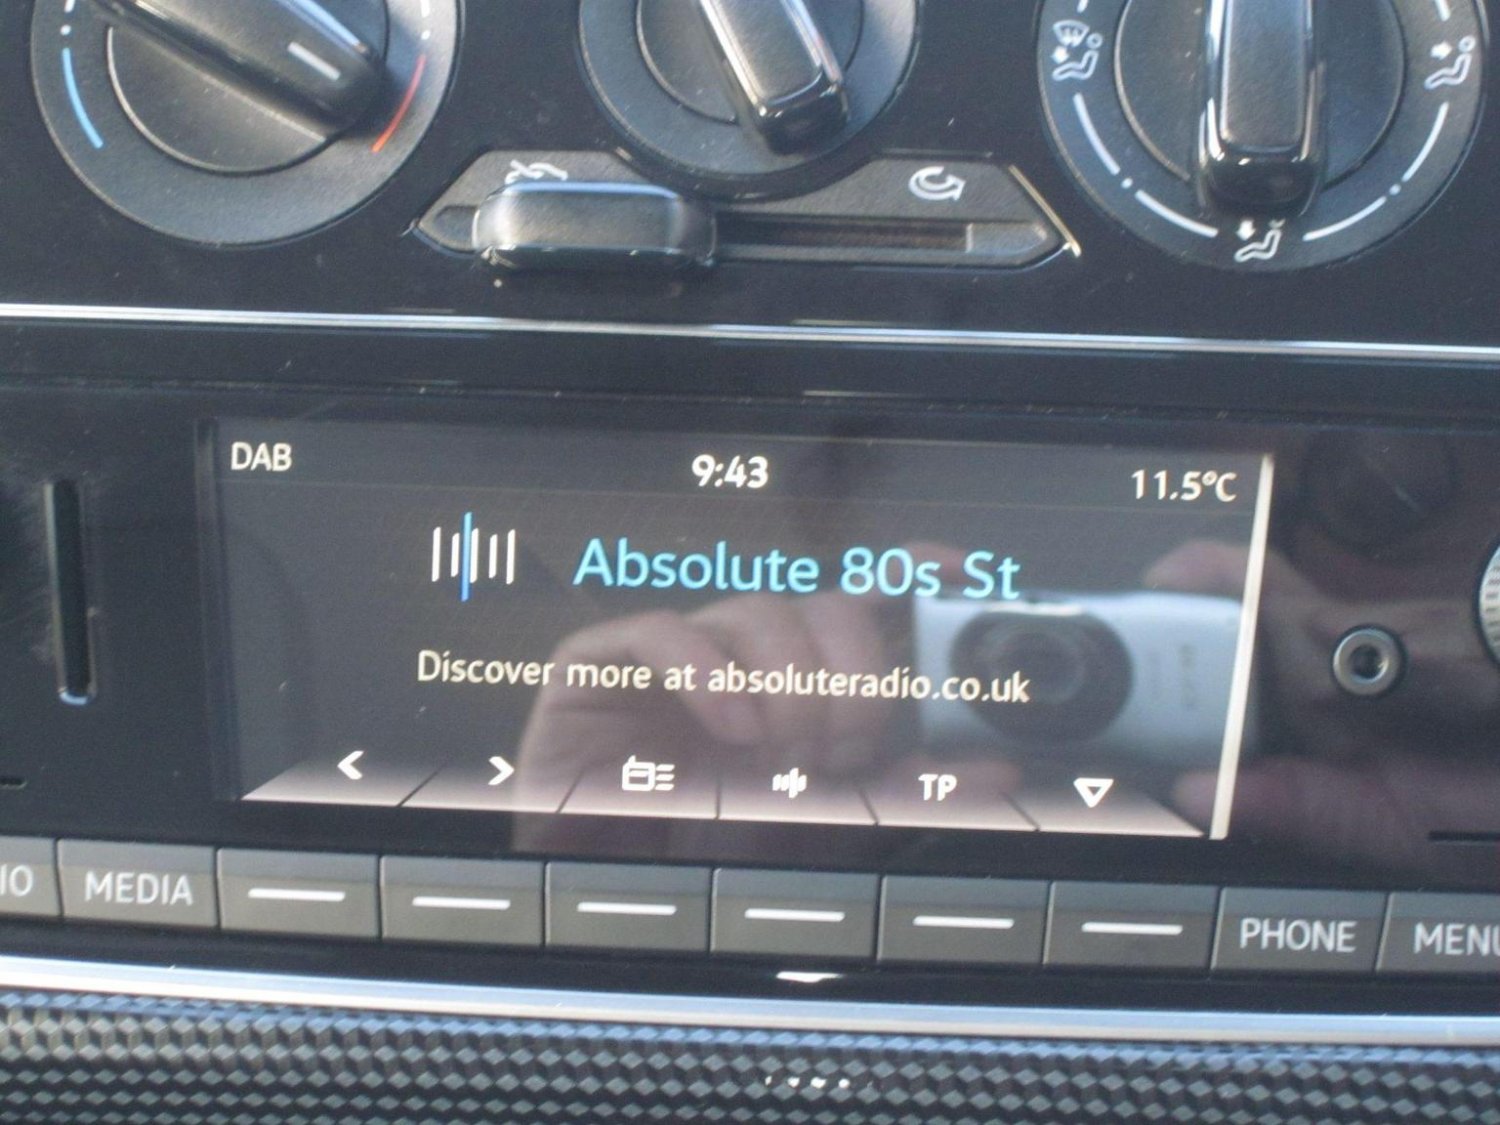 DAB 9:43 11.5°C
Absolute 80s St
Discover more at absoluteradio.co.uk
TP
IO MEDIA PHONE MENU